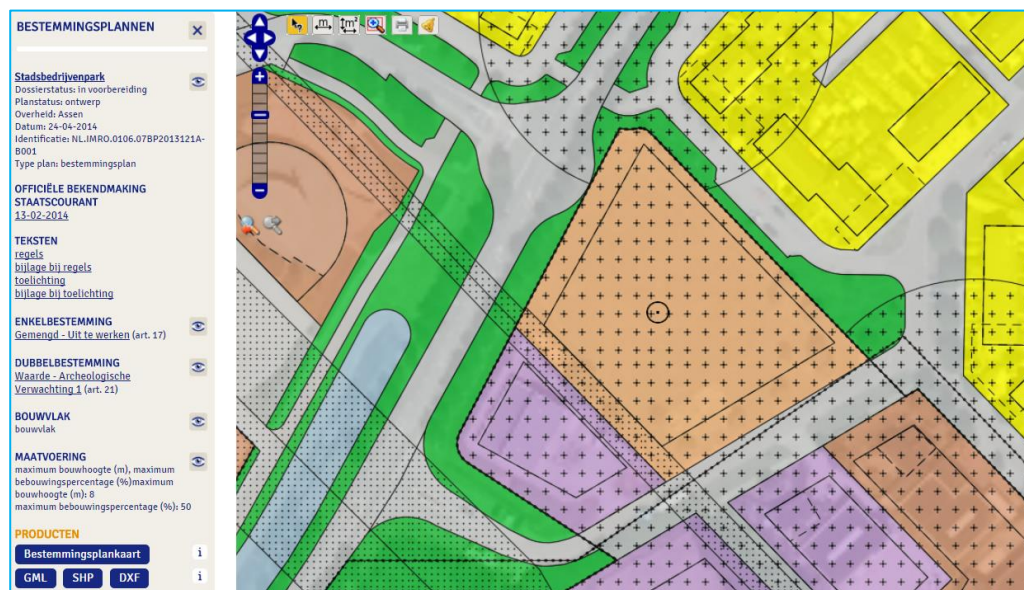 BESTEMMINGSPLANNEN
Stadsbedrijvenpark
Dossierstatus: in voorbereiding
Planstatus: ontwerp
Overheid: Assen
Datum: 24-04-2014
Identificatie: NL.IMRO.0106.07BP2013121A-
B001
Type plan: bestemmingsplan
OFFICIËLE BEKENDMAKING
STAATSCOURANT
13-02-2014
TEKSTEN
regels
bijlage bij regels
toelichting
bijlage bij toelichting
ENKELBESTEMMING
Gemengd - Uit te werken (art. 17)
DUBBELBESTEMMING
Waarde - Archeologische
Verwachting 1 (art. 21)
BOUWVLAK
bouwvlak
MAATVOERING
maximum bouwhoogte (m), maximum
bebouwingspercentage (%)maximum
bouwhoogte (m): 8
maximum bebouwingspercentage (%): 50
PRODUCTEN
Bestemmingsplankaart i
GML SHP DXF i
m m²